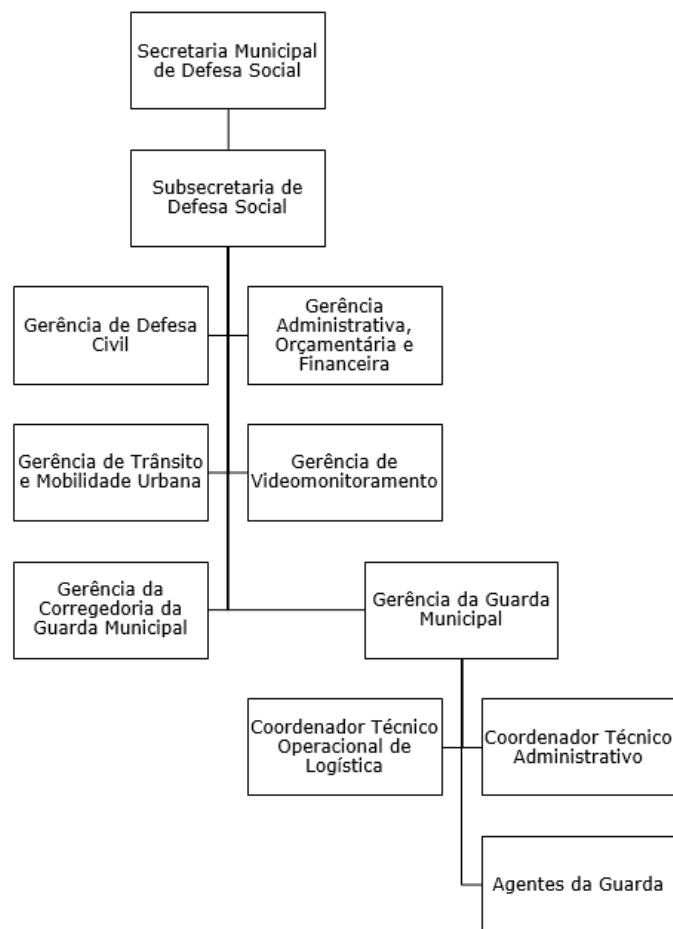 Secretaria Municipal
de Defesa Social
Subsecretaria de
Defesa Social
Gerência de Defesa
Civil
Gerência
Administrativa,
Orçamentária e
Financeira
Gerência de Trânsito
e Mobilidade Urbana
Gerência de
Videomonitoramento
Gerência da
Corregedoria da
Guarda Municipal
Gerência da Guarda
Municipal
Coordenador Técnico
Operacional de
Logística
Coordenador Técnico
Administrativo
Agentes da Guarda